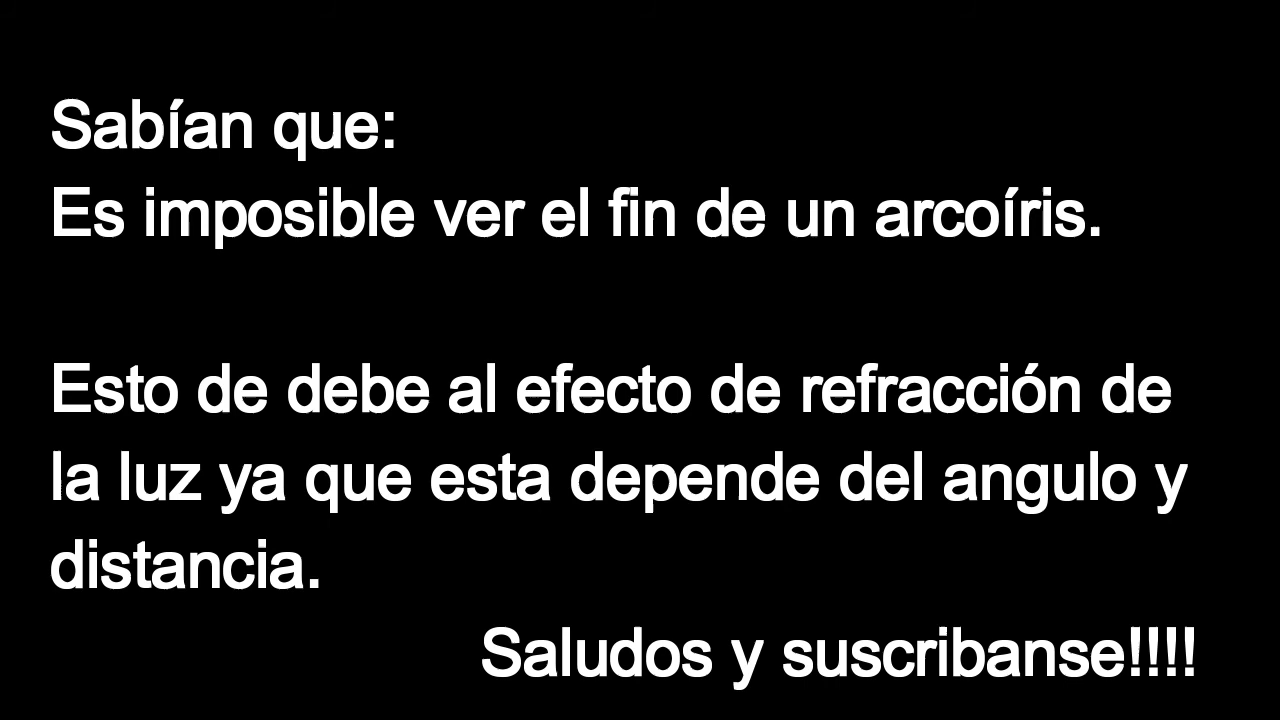 Sabían que:
Es imposible ver el fin de un arcoíris.
Esto de debe al efecto de refracción de
la luz ya que esta depende del angulo y
distancia.
Saludos y suscribanse!!!!